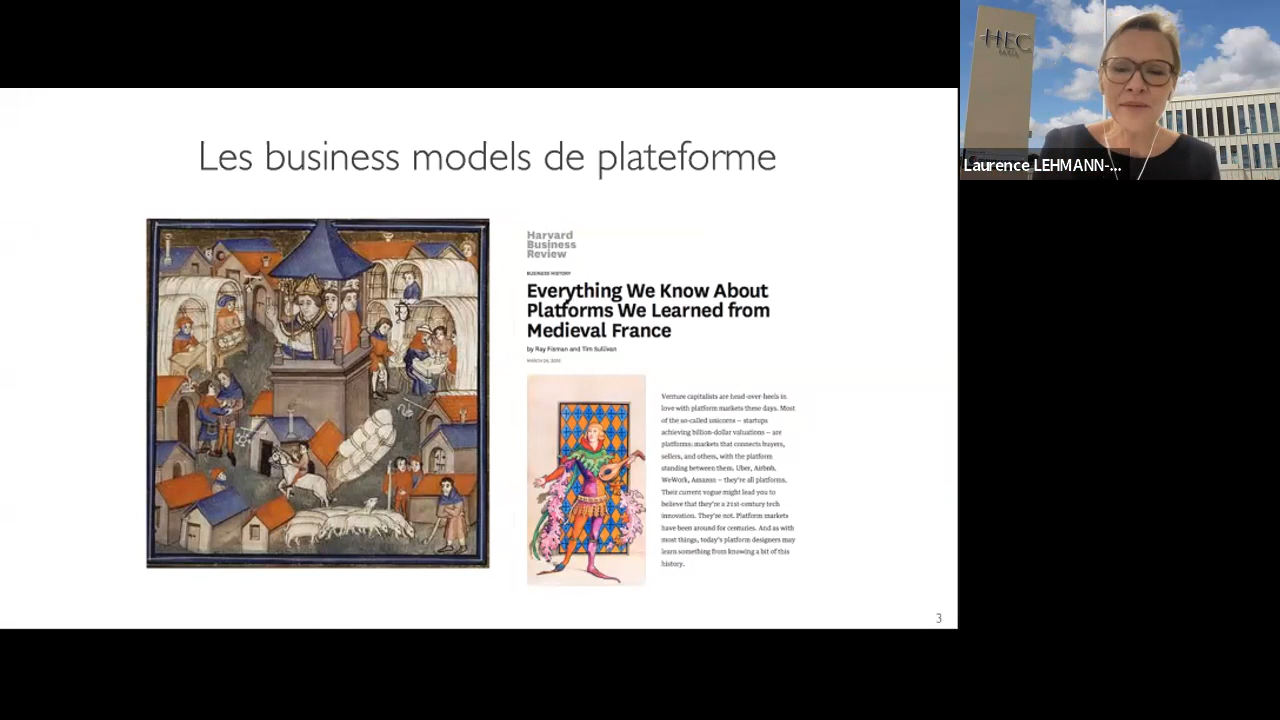 Les business models de plateforme
Harvard
Business
Review
BUSINESS HISTORY
Everything We Know About
Platforms We Learned from
Medieval France
by Ray Fisman and Tim Sullivan
Venture capitalists are head-over-heels in
love with platform markets these days. Most
of the so-called unicorns – startups
achieving billion-dollar valuations – are
platforms: markets that connects buyers,
sellers, and others, with the platform
standing between them. Uber, Airbnb,
WeWork, Amazon – they're all platforms.
Their current vogue might lead you to
believe that they're a 21st-century tech
innovation. They're not. Platform markets
have been around for centuries. And as with
most things, today's platform designers may
learn something from knowing a bit of this
history.
3
HEC
Laurence LEHMANN-...